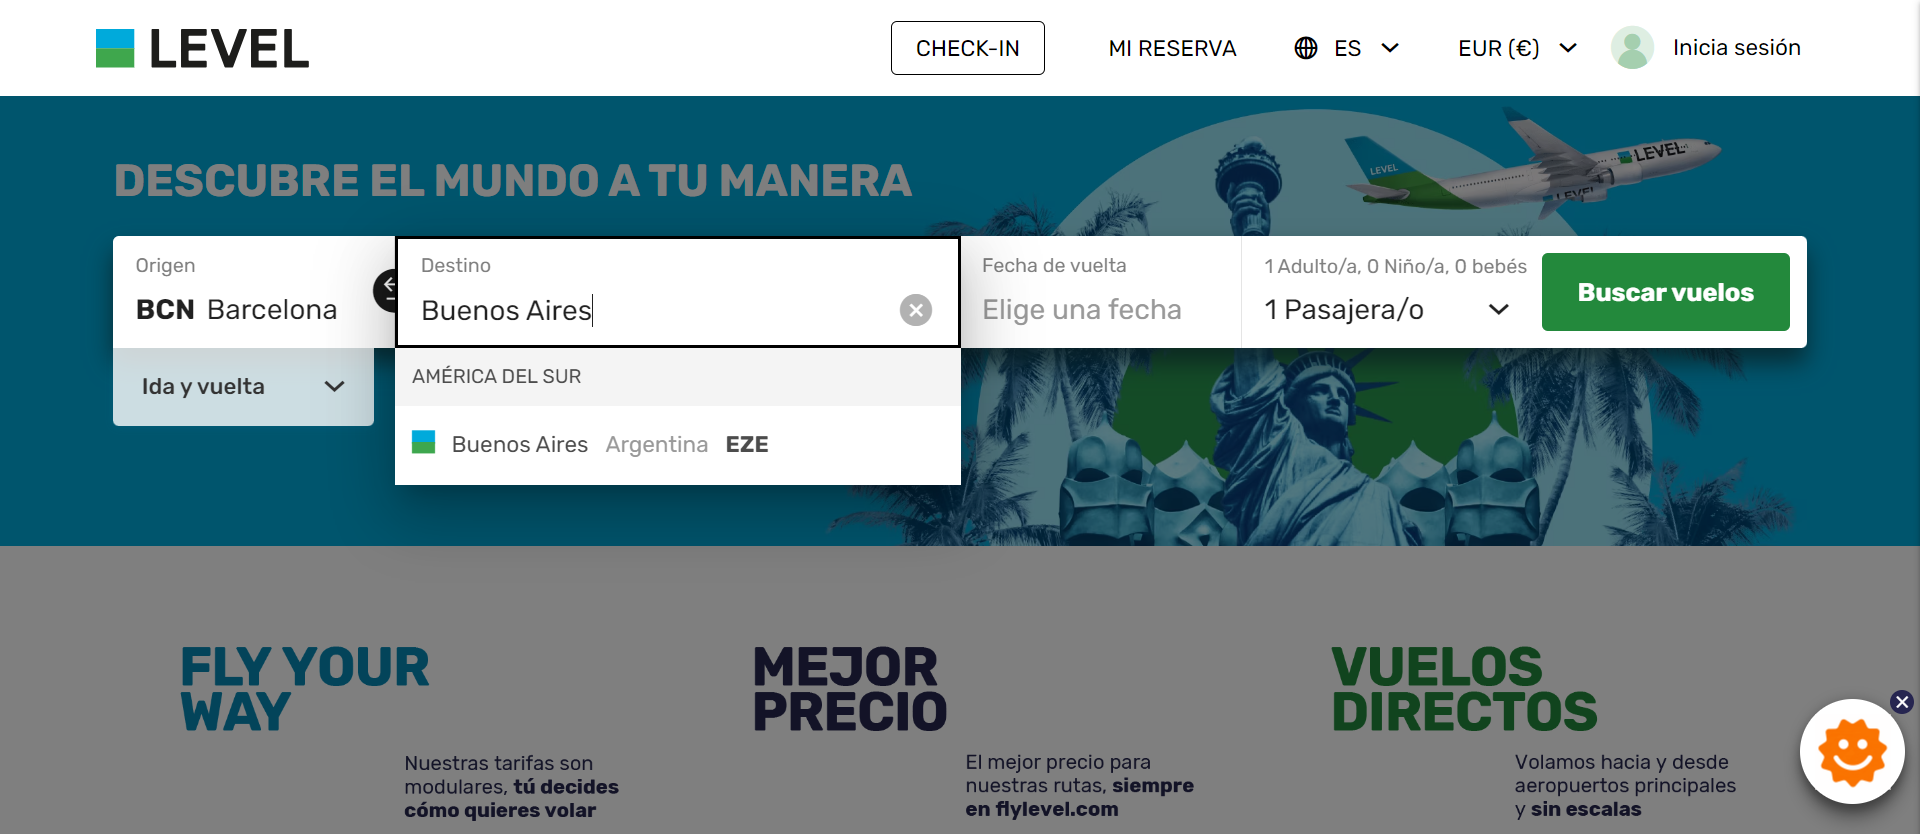 LEVEL
CHECK-IN
MI RESERVA
ES
EUR (€)
Inicia sesión
DESCUBRE EL MUNDO A TU MANERA
LEVEL
LEVEL
LEVEL
Origen
BCN Barcelona
Destino
Buenos Aires
Fecha de vuelta
Elige una fecha
1 Adulto/a, 0 Niño/a, 0 bebés
1 Pasajera/o
Buscar vuelos
Ida y vuelta
AMÉRICA DEL SUR
Buenos Aires Argentina EZE
FLY YOUR
WAY
Nuestras tarifas son
modulares, tú decides
cómo quieres volar
MEJOR
PRECIO
El mejor precio para
nuestras rutas, siempre
en flylevel.com
VUELOS
DIRECTOS
Volamos hacia y desde
aeropuertos principales
y sin escalas